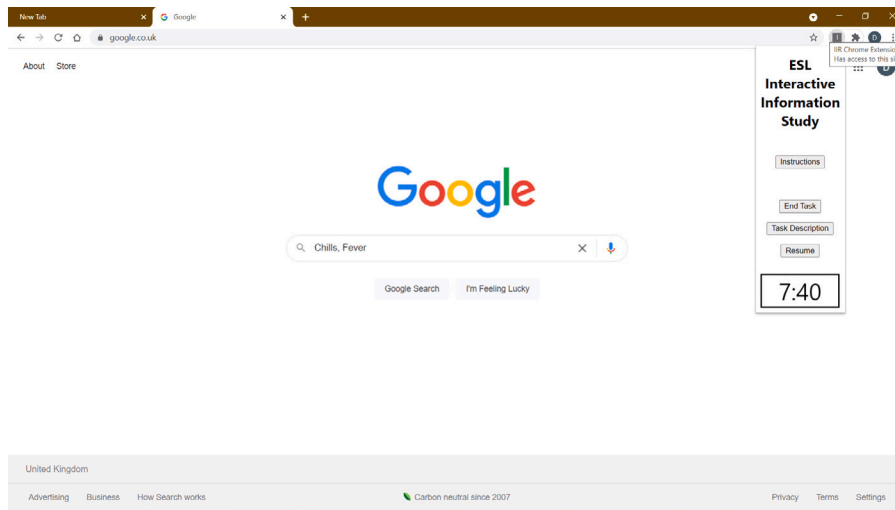 New Tab
Google
google.co.uk
IIR Chrome Extensio
Has access to this si
About Store
D
ESL
Interactive
Information
Study
Instructions
End Task
Task Description
Resume
7:40
Google
Chills, Fever
Google Search I'm Feeling Lucky
United Kingdom
Advertising Business How Search works Carbon neutral since 2007 Privacy Terms Settings